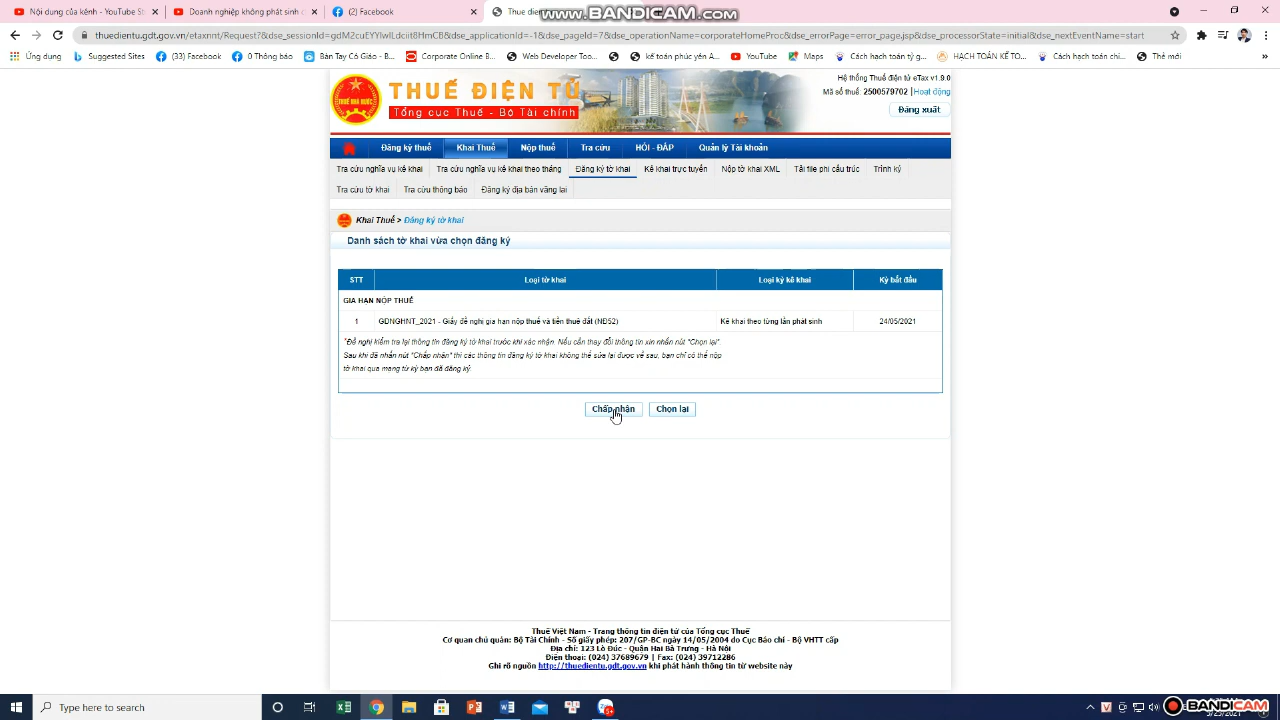 Nội dung của kênh - YouTube St
Doanh nghiệp không phát sinh c
(2) Facebook
Thuế điện
www.BANDICAM.com
thuedientu.gdt.gov.vn/etaxnnt/Request?&dse_sessionId=gdM2cuEYYlwlLdcit8HmCB&dse_applicationId=-1&dse_pageId=7&dse_operationName=corporateHomeProc&dse_errorPage=error_page.jsp&dse_processorState=initial&dse_nextEventName=start
Ứng dụng
Suggested Sites
(33) Facebook
0 Thông báo
Bàn Tay Có Giáo - B...
Corporate Online B...
Web Developer Too...
kế toán phúc yên A...
YouTube
Maps
Cách hạch toán tỷ g...
HẠCH TOÁN KẾ TO...
Cách hạch toán chi...
Thẻ mới
»
THUẾ ĐIỆN TỬ
Tổng cục Thuế - Bộ Tài chính
Hệ thống Thuế điện tử eTax v1.9.0
Mã số thuế: 2500579702 |Hoạt động
Đăng xuất
Đăng ký thuế
Khai Thuế
Nộp thuế
Tra cứu
HỎI - ĐÁP
Quản lý Tài khoản
Tra cứu nghĩa vụ kê khai
Tra cứu nghĩa vụ kê khai theo tháng
Đăng ký tờ khai
Kê khai trực tuyến
Nộp tờ khai XML
Tải file phi cấu trúc
Trình ký
Tra cứu tờ khai
Tra cứu thông báo
Đăng ký địa bàn vãng lai
Khai Thuế > Đăng ký tờ khai
Danh sách tờ khai vừa chọn đăng ký
STT
Loại tờ khai
Loại kỳ kê khai
Kỳ bắt đầu
GIA HẠN NỘP THUẾ
1
GĐNGHNT_2021 - Giấy đề nghị gia hạn nộp thuế và tiền thuê đất (NĐ52)
Kê khai theo từng lần phát sinh
24/05/2021
*Đề nghị kiểm tra lại thông tin đăng ký tờ khai trước khi xác nhận. Nếu cần thay đổi thông tin xin nhấn nút "Chọn lại".
Sau khi đã nhấn nút "Chấp nhận" thì các thông tin đăng ký tờ khai không thể sửa lại được về sau, bạn chỉ có thể nộp
tờ khai qua mạng từ kỳ bạn đã đăng ký.
Chấp nhận
Chọn lại
Thuế Việt Nam - Trang thông tin điện tử của Tổng cục Thuế
Cơ quan chủ quản: Bộ Tài Chính - Số giấy phép: 207/GP-BC ngày 14/05/2004 do Cục Báo chí - Bộ VHTT cấp
Địa chỉ: 123 Lò Đúc - Quận Hai Bà Trưng - Hà Nội
Điện thoại: (024) 37689679 | Fax: (024) 39712286
Ghi rõ nguồn http://thuedientu.gdt.gov.vn khi phát hành thông tin từ website này
Type here to search
BANDICAM